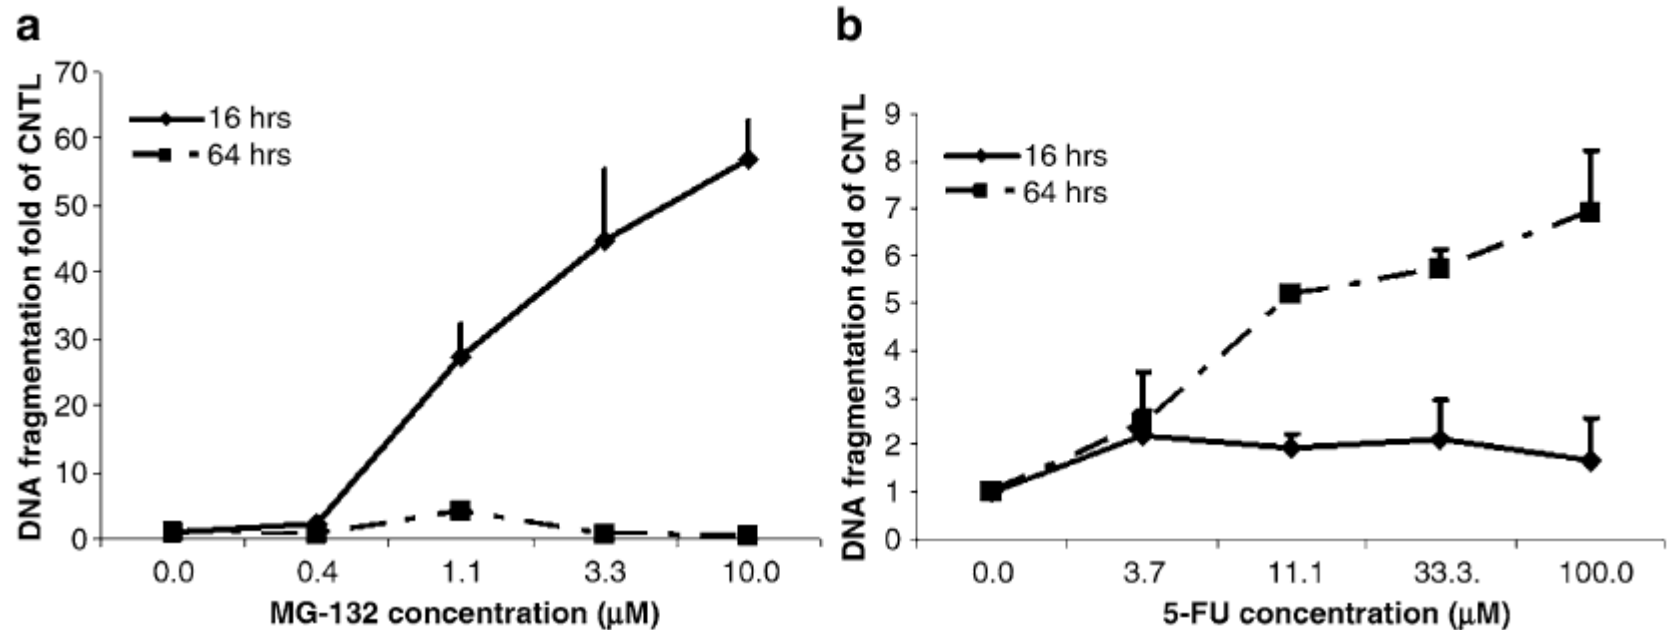 a
DNA fragmentation fold of CNTL
70
60
50
40
30
20
10
0
16 hrs
64 hrs
0.0 0.4 1.1 3.3 10.0
MG-132 concentration (μM)
b
DNA fragmentation fold of CNTL
9
8
7
6
5
4
3
2
1
0
16 hrs
64 hrs
0.0 3.7 11.1 33.3. 100.0
5-FU concentration (μM)